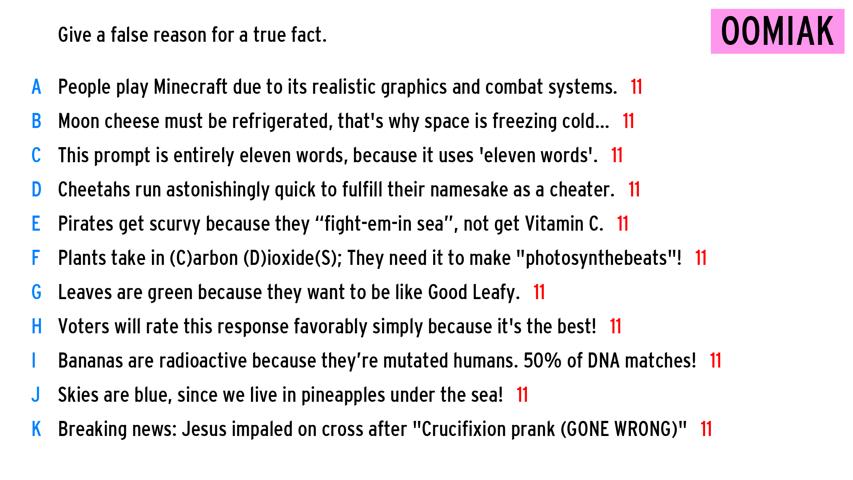 Give a false reason for a true fact.
OOMIAK
A People play Minecraft due to its realistic graphics and combat systems. 11
B Moon cheese must be refrigerated, that's why space is freezing cold... 11
C This prompt is entirely eleven words, because it uses 'eleven words'. 11
D Cheetahs run astonishingly quick to fulfill their namesake as a cheater. 11
E Pirates get scurvy because they “fight-em-in sea”, not get Vitamin C. 11
F Plants take in (C)arbon (D)ioxide(S); They need it to make "photosynthebeats"! 11
G Leaves are green because they want to be like Good Leafy. 11
H Voters will rate this response favorably simply because it's the best! 11
I Bananas are radioactive because they’re mutated humans. 50% of DNA matches! 11
J Skies are blue, since we live in pineapples under the sea! 11
K Breaking news: Jesus impaled on cross after "Crucifixion prank (GONE WRONG)" 11